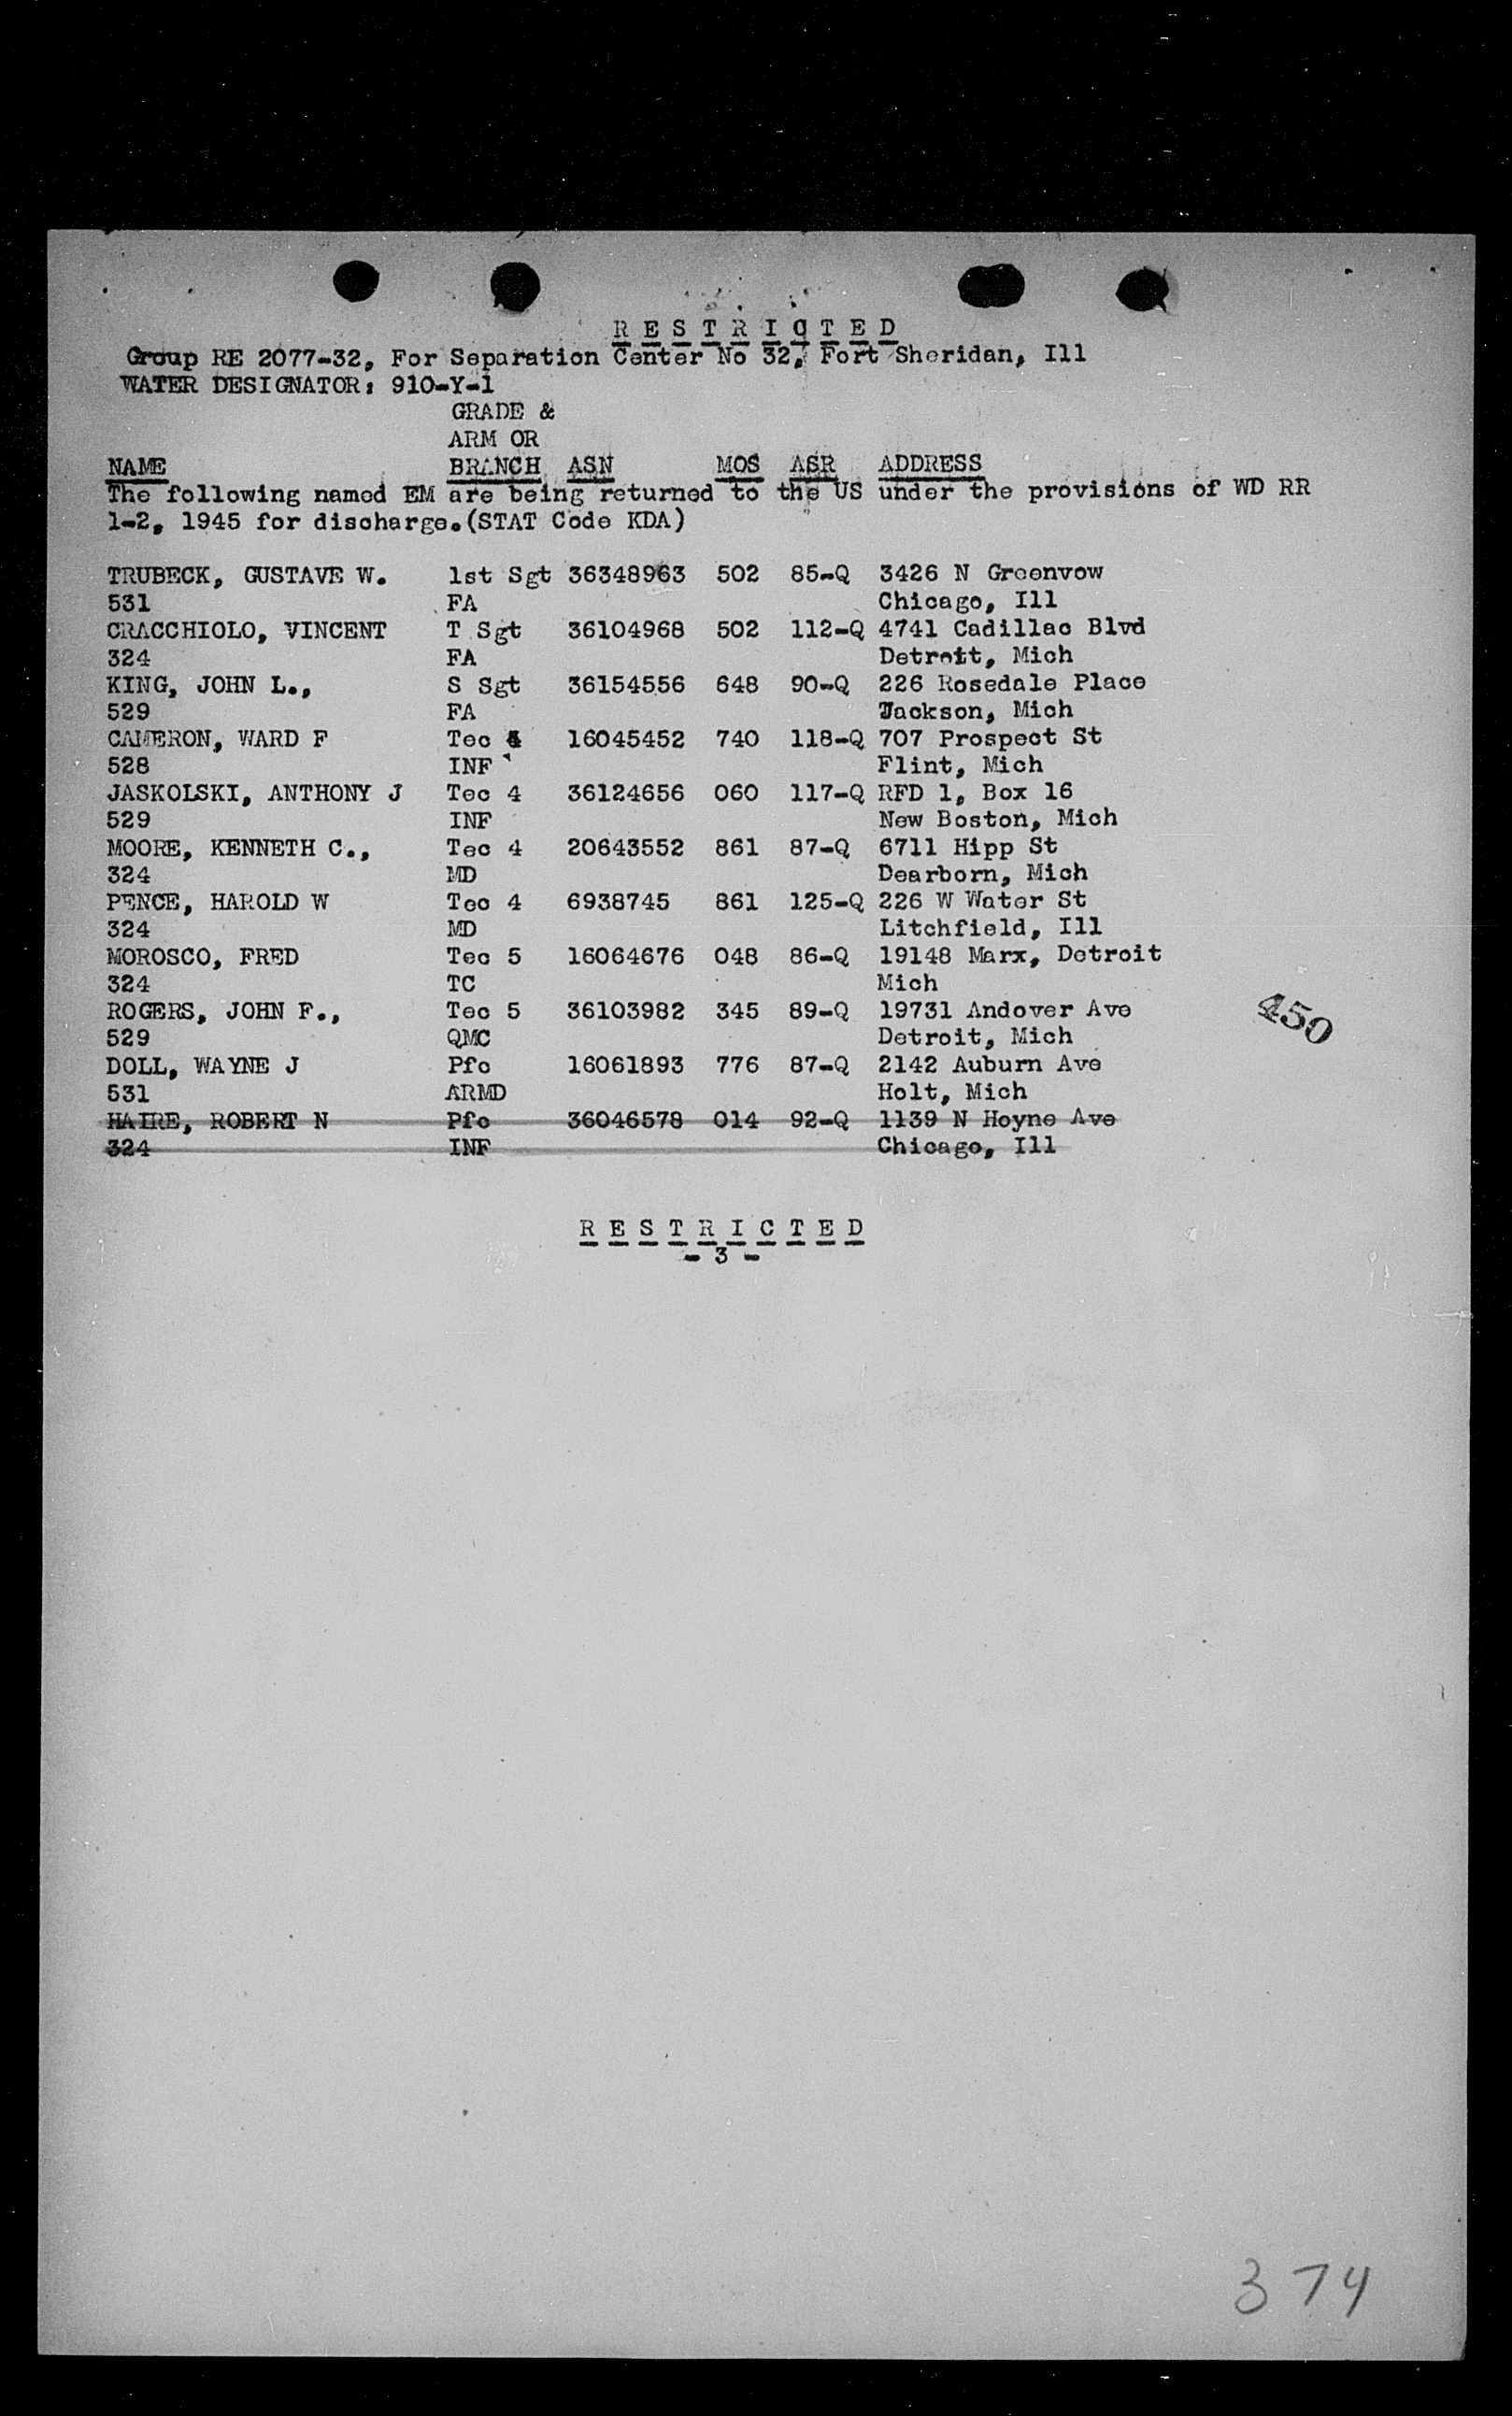 R E S T R I C T E D
Group RE 2077-32, For Separation Center No 32, Fort Sheridan, Ill
WATER DESIGNATOR: 910-Y-1
GRADE &
ARM OR
NAME BRANCH ASN MOS ASR ADDRESS
The following named EM are being returned to the US under the provisions of WD RR
1-2, 1945 for discharge.(STAT Code KDA)
TRUBECK, GUSTAVE W. 1st Sgt 36348963 502 85-Q 3426 N Greenvow
531 FA Chicago, Ill
CRACCHIOLO, VINCENT T Sgt 36104968 502 112-Q 4741 Cadillac Blvd
324 FA Detroit, Mich
KING, JOHN L., S Sgt 36154556 648 90-Q 226 Rosedale Place
529 FA Jackson, Mich
CAMERON, WARD F Tec 4 16045452 740 118-Q 707 Prospect St
528 INF Flint, Mich
JASKOLSKI, ANTHONY J Tec 4 36124656 060 117-Q RFD 1, Box 16
529 INF New Boston, Mich
MOORE, KENNETH C., Tec 4 20643552 861 87-Q 6711 Hipp St
324 MD Dearborn, Mich
PENCE, HAROLD W Tec 4 6938745 861 125-Q 226 W Water St
324 MD Litchfield, Ill
MOROSCO, FRED Tec 5 16064676 048 86-Q 19148 Marx, Detroit
324 TC Mich
ROGERS, JOHN F., Tec 5 36103982 345 89-Q 19731 Andover Ave
529 QMC Detroit, Mich
450
DOLL, WAYNE J Pfc 16061893 776 87-Q 2142 Auburn Ave
531 ARMD Holt, Mich
HAIRE, ROBERT N Pfc 36046578 014 92-Q 1139 N Hoyne Ave
324 INF Chicago, Ill
R E S T R I C T E D
- 3 -
374